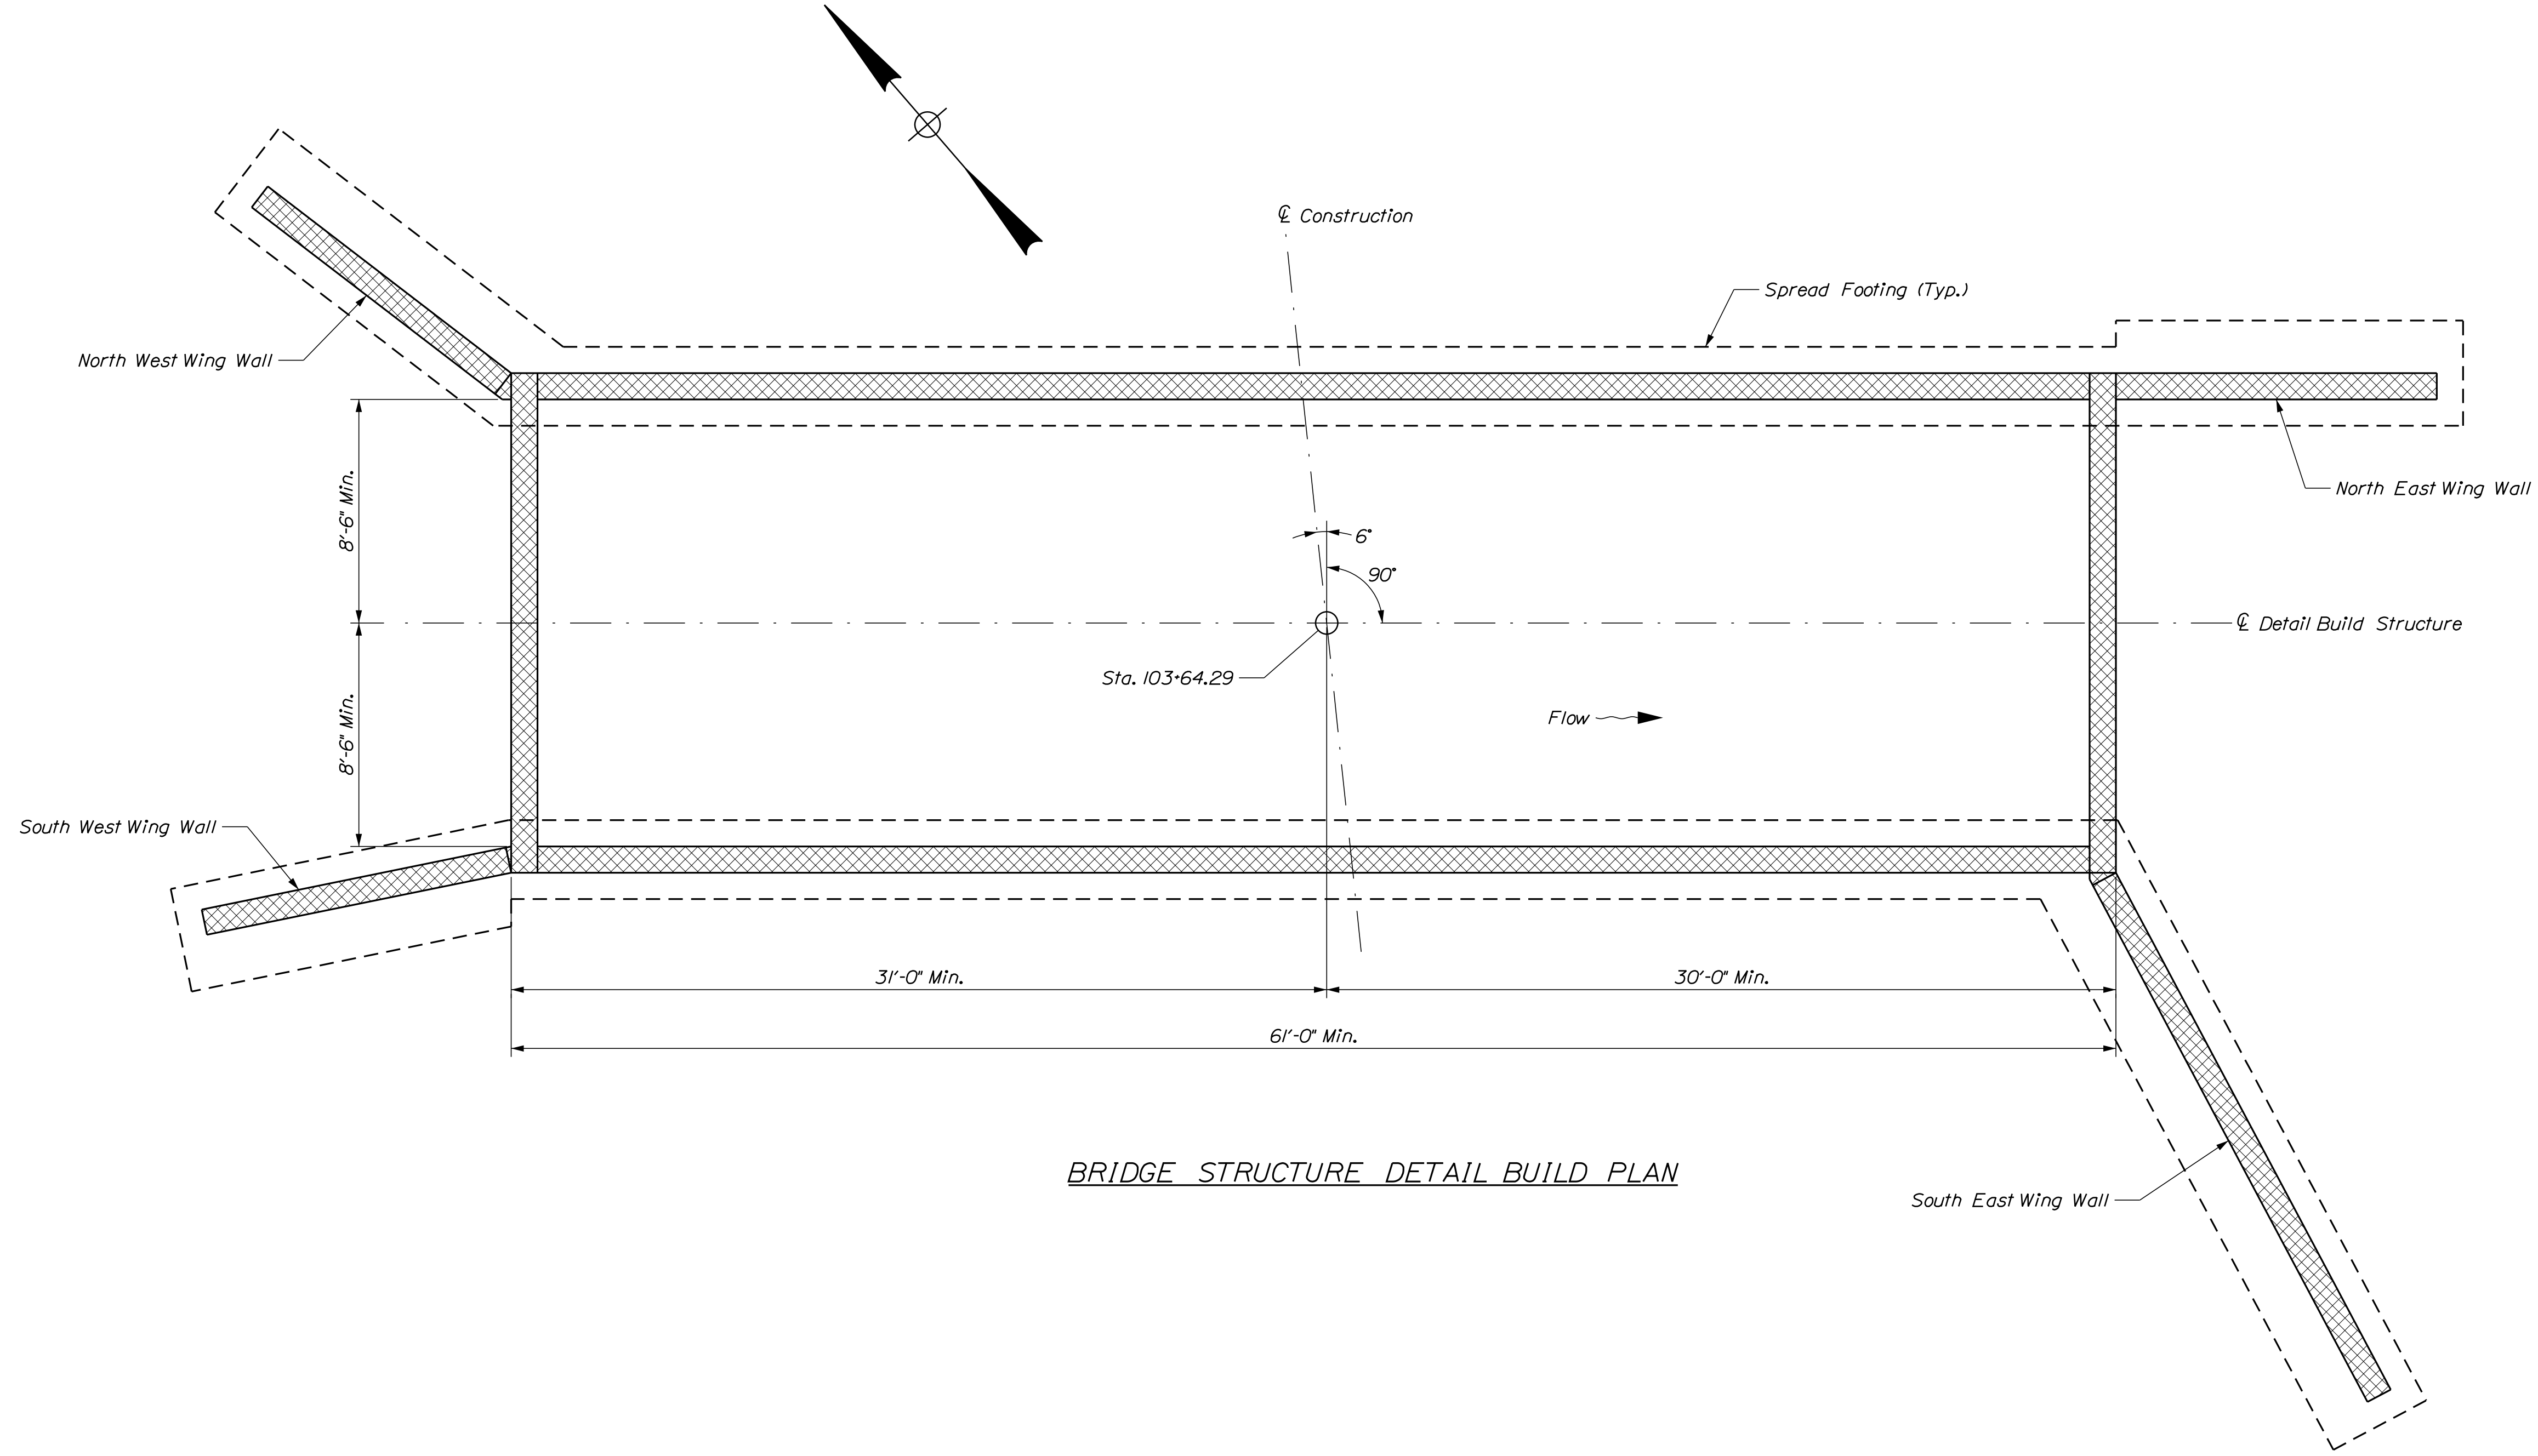 ℄ Construction
Spread Footing (Typ.)
North West Wing Wall
North East Wing Wall
8'-6" Min.
6°
90°
℄ Detail Build Structure
Sta. 103+64.29
Flow
8'-6" Min.
South West Wing Wall
31'-0" Min.
30'-0" Min.
61'-0" Min.
BRIDGE STRUCTURE DETAIL BUILD PLAN
South East Wing Wall